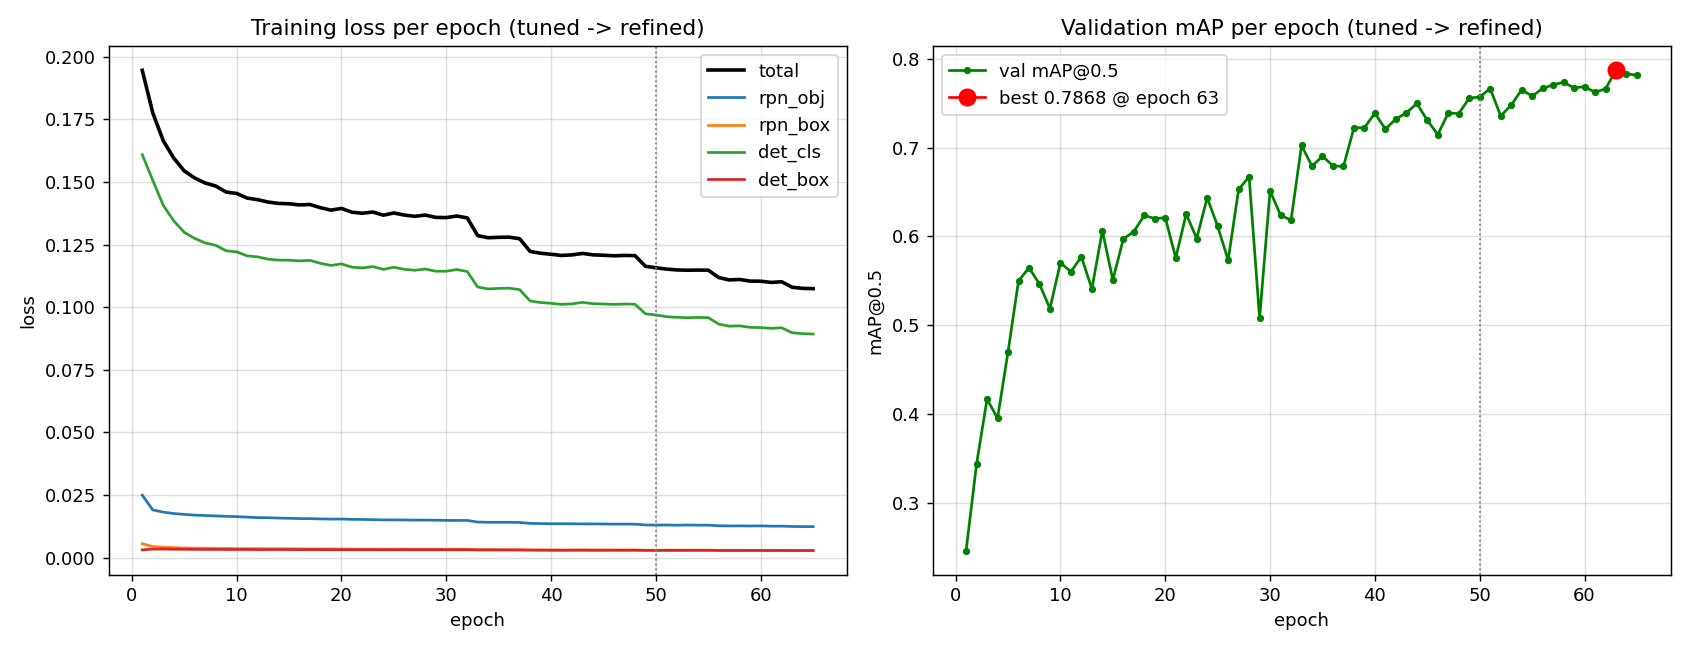 Training loss per epoch (tuned -> refined)
0.200
0.175
0.150
0.125
0.100
0.075
0.050
0.025
0.000
loss
total
rpn_obj
rpn_box
det_cls
det_box
0 10 20 30 40 50 60
epoch
Validation mAP per epoch (tuned -> refined)
0.8
0.7
0.6
0.5
0.4
0.3
mAP@0.5
val mAP@0.5
best 0.7868 @ epoch 63
0 10 20 30 40 50 60
epoch